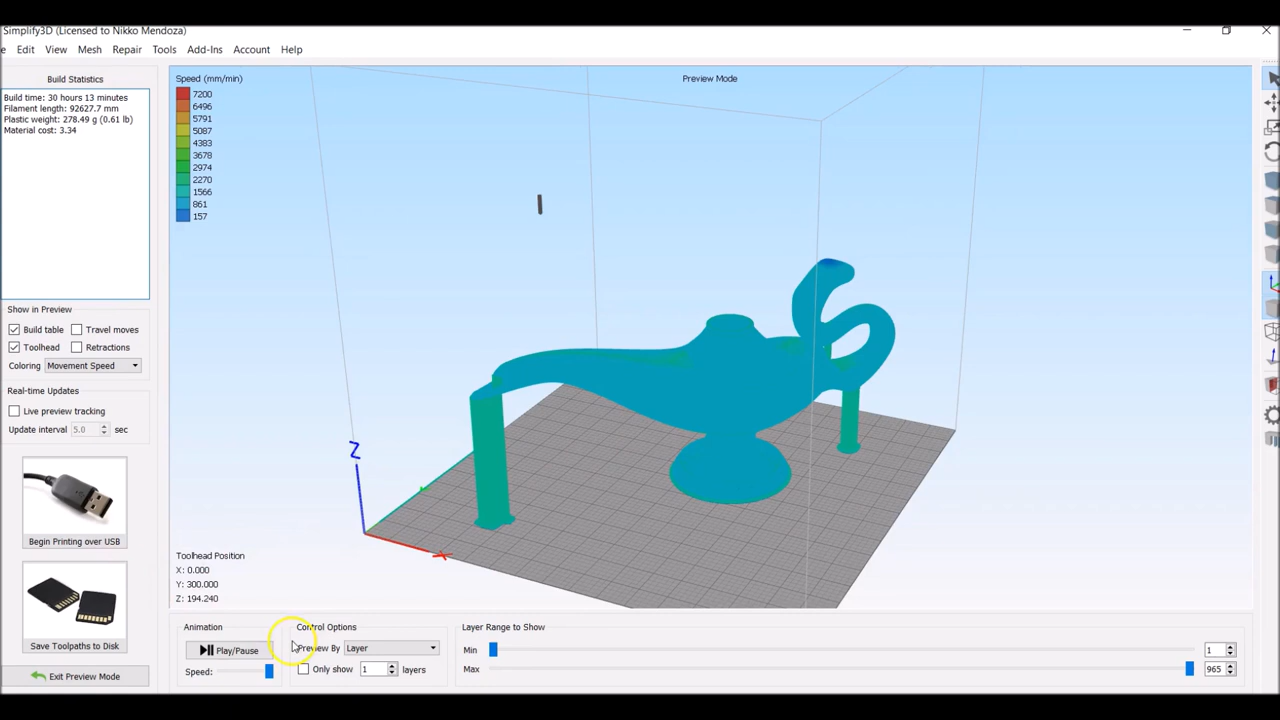 Simplify3D (Licensed to Nikko Mendoza)
Edit View Mesh Repair Tools Add-Ins Account Help
Build Statistics
Build time: 30 hours 13 minutes
Filament length: 92627.7 mm
Plastic weight: 278.49 g (0.61 lb)
Material cost: 3.34
Show in Preview
Build table Travel moves
Toolhead Retractions
Coloring Movement Speed
Real-time Updates
Live preview tracking
Update interval 5.0 sec
Begin Printing over USB
Save Toolpaths to Disk
Exit Preview Mode
Speed (mm/min)
7200
6496
5791
5087
4383
3678
2974
2270
1566
861
157
Preview Mode
Z
X
Toolhead Position
X: 0.000
Y: 300.000
Z: 194.240
Animation
Play/Pause
Speed:
Control Options
Preview By Layer
Only show 1 layers
Layer Range to Show
Min 1
Max 965